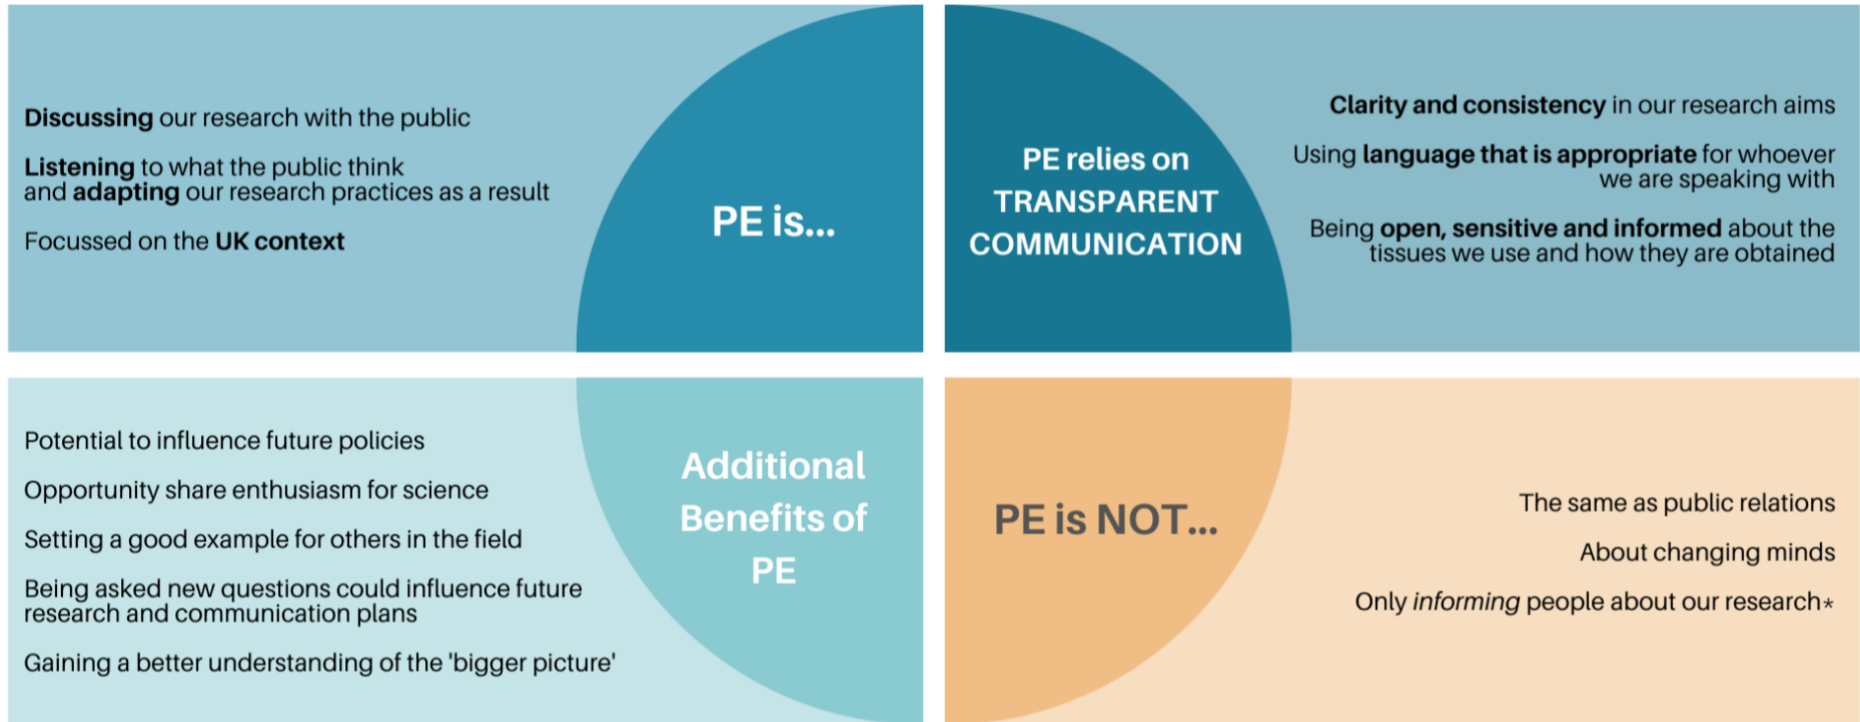 Discussing our research with the public
Listening to what the public think
and adapting our research practices as a result
Focussed on the UK context
PE is...
PE relies on
TRANSPARENT
COMMUNICATION
Clarity and consistency in our research aims
Using language that is appropriate for whoever
we are speaking with
Being open, sensitive and informed about the
tissues we use and how they are obtained
Potential to influence future policies
Opportunity share enthusiasm for science
Setting a good example for others in the field
Being asked new questions could influence future
research and communication plans
Gaining a better understanding of the 'bigger picture'
Additional
Benefits of
PE
PE is NOT...
The same as public relations
About changing minds
Only informing people about our research*